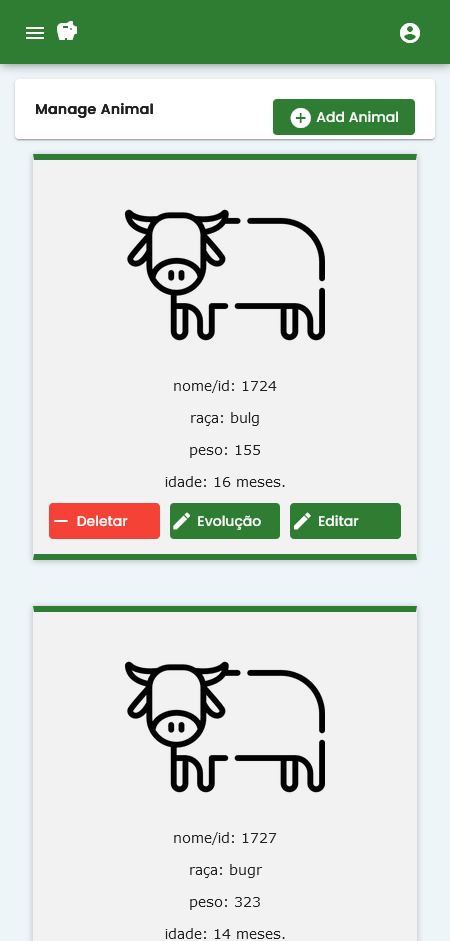 Manage Animal
Add Animal
nome/id: 1724
raça: bulg
peso: 155
idade: 16 meses.
Deletar
Evolução
Editar
nome/id: 1727
raça: bugr
peso: 323
idade: 14 meses.